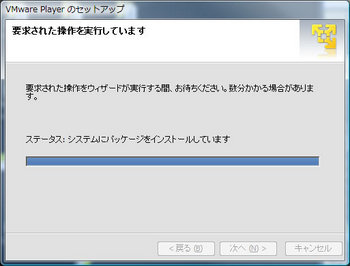 VMware Player のセットアップ
要求された操作を実行しています
要求された操作をウィザードが実行する間、お待ちください。数分かかる場合がありま
す。
ステータス: システムにパッケージをインストールしています
< 戻る(B)
次へ(N) >
キャンセル